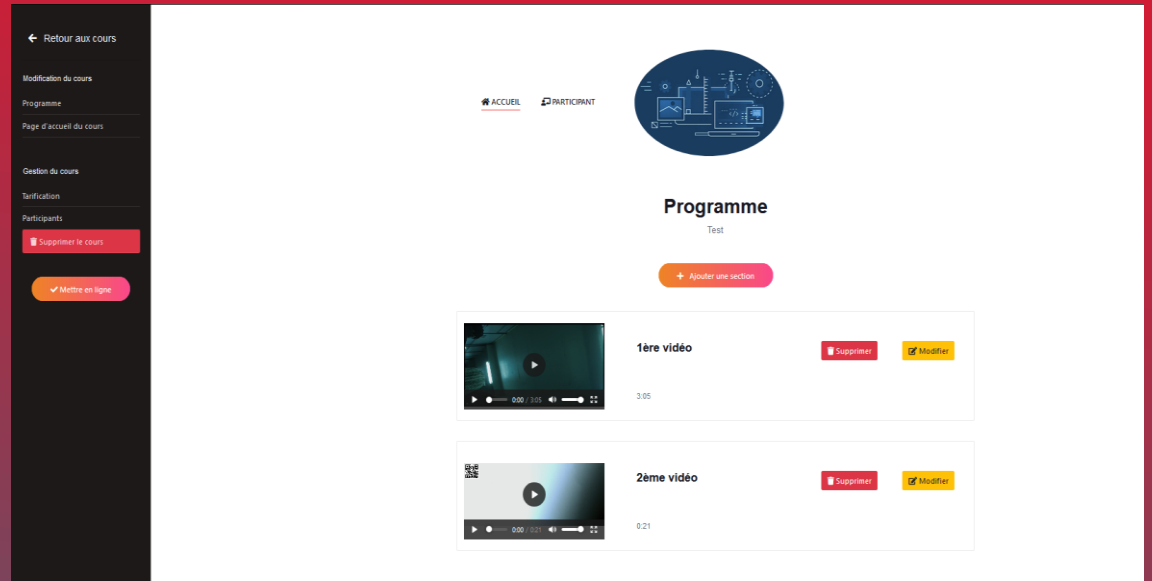 Retour aux cours
Modification du cours
Programme
Page d'accueil du cours
Gestion du cours
Tarification
Participants
Supprimer le cours
Mettre en ligne
ACCUEIL
PARTICIPANT
Programme
Test
Ajouter une section
0:00 / 3:05
1ère vidéo
3:05
Supprimer
Modifier
0:00 / 0:21
2ème vidéo
0:21
Supprimer
Modifier